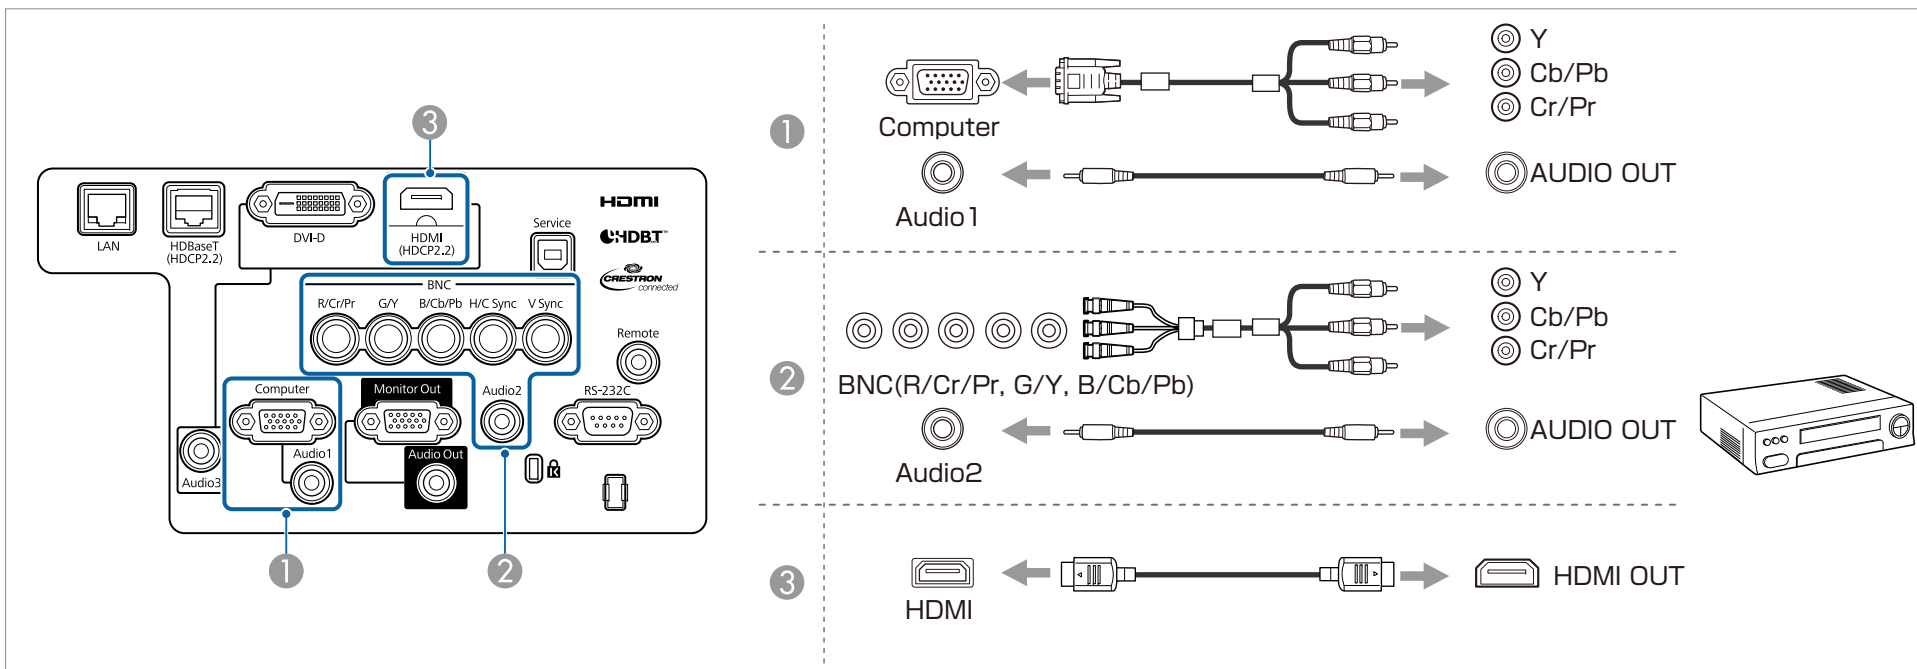 3
LAN
HDBaseT
(HDCP2.2)
DVI-D
HDMI
(HDCP2.2)
Service
HDMI
HDBT™
CRESTRON
connected
BNC
R/Cr/Pr
G/Y
B/Cb/Pb
H/C Sync
V Sync
Remote
Computer
Monitor Out
Audio2
RS-232C
Audio1
Audio Out
Audio3
K
1
2
1
Computer
Y
Cb/Pb
Cr/Pr
Audio1
AUDIO OUT
2
BNC(R/Cr/Pr, G/Y, B/Cb/Pb)
Y
Cb/Pb
Cr/Pr
Audio2
AUDIO OUT
3
HDMI
HDMI OUT